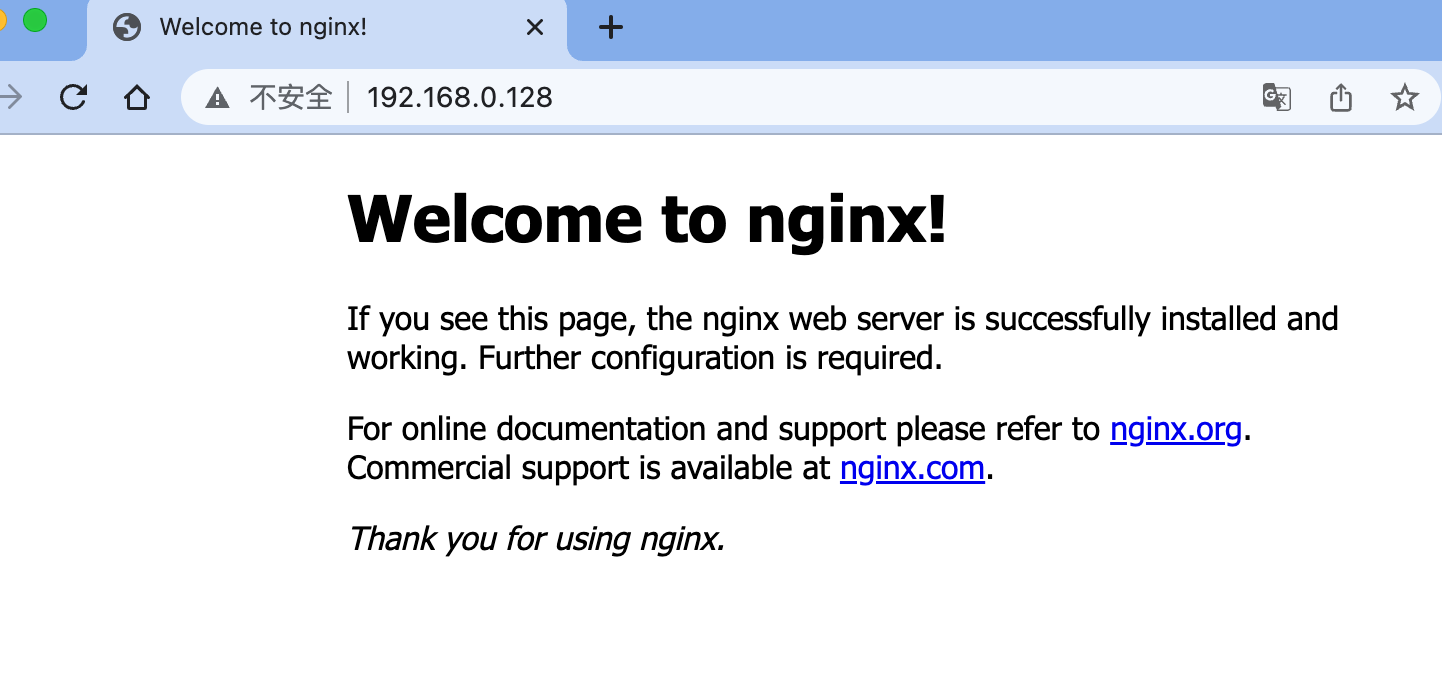 Welcome to nginx!
不安全 192.168.0.128
Welcome to nginx!
If you see this page, the nginx web server is successfully installed and
working. Further configuration is required.
For online documentation and support please refer to nginx.org.
Commercial support is available at nginx.com.
Thank you for using nginx.